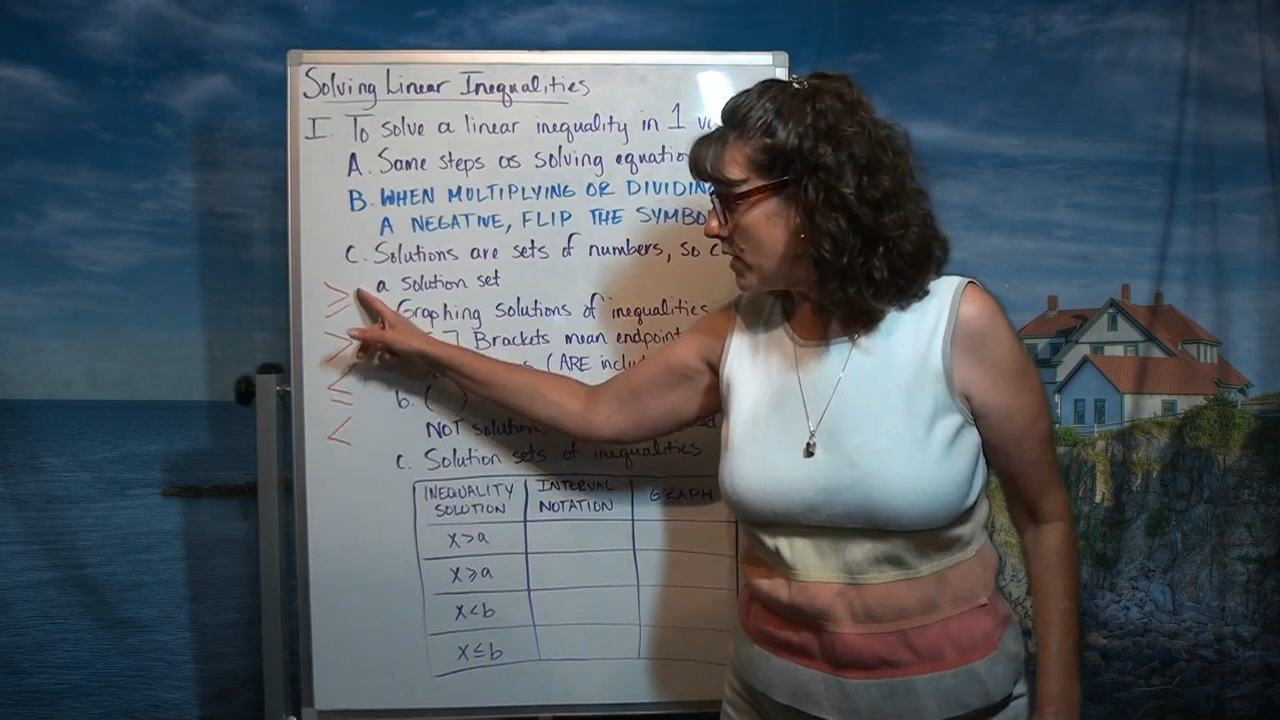 Solving Linear Inequalities
I. To solve a linear inequality in 1
A. Same steps as solving
B. WHEN MULTIPLYING OR
A NEGATIVE, FLIP THE
C. Solutions are sets of numbers, so
a solution set
≥
Graphing solutions of inequalities
> ] Brackets mean
(ARE
≤
b. ( )
NOT
<
c. Solution sets of inequalities
INEQUALITY SOLUTION INTERVAL NOTATION GRAPH
x>a
x≥a
x<b
x≤b